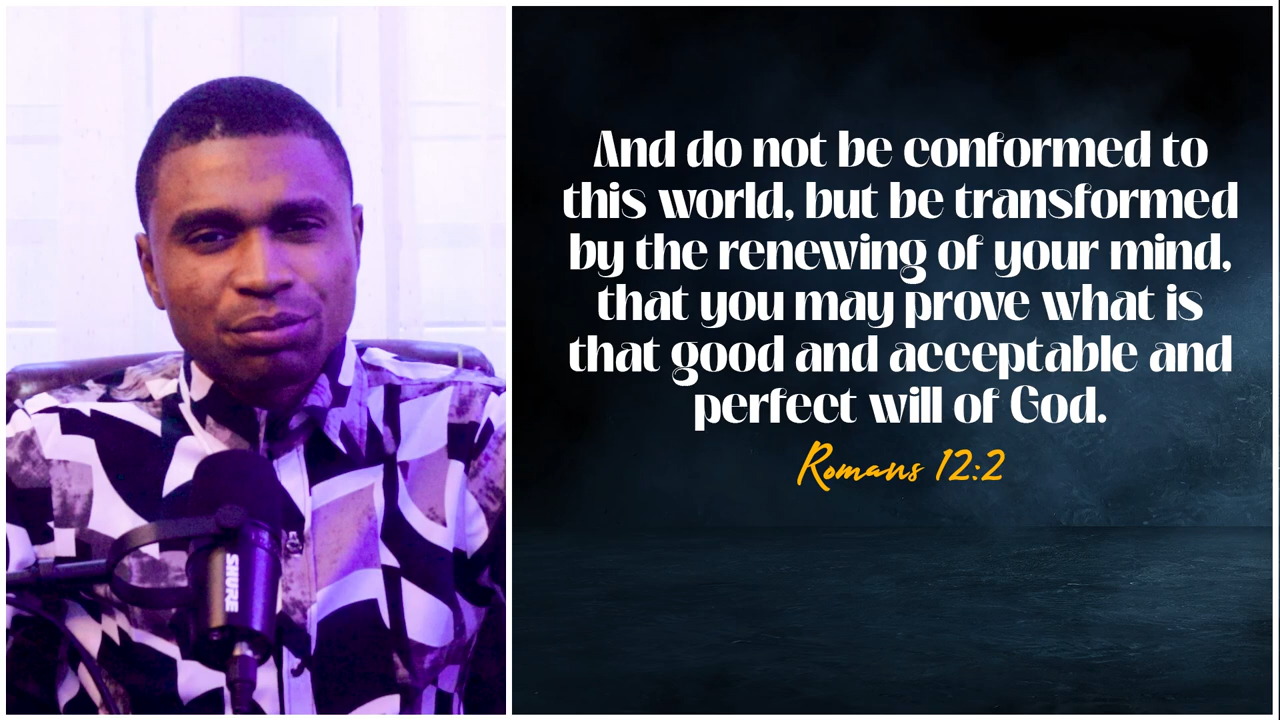 SHURE
And do not be conformed to
this world, but be transformed
by the renewing of your mind,
that you may prove what is
that good and acceptable and
perfect will of God.
Romans 12:2